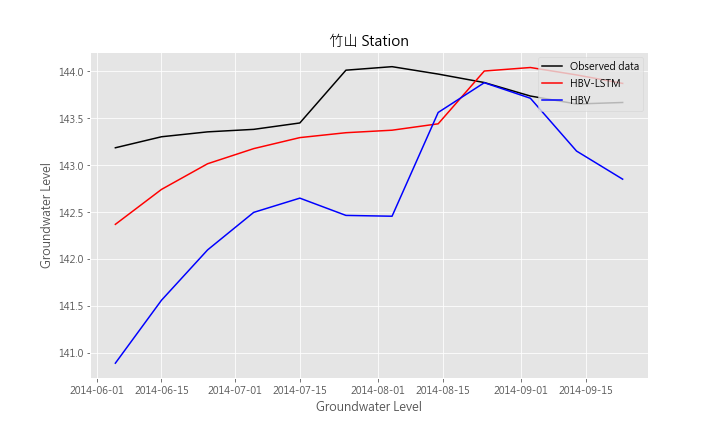 竹山 Station
Observed data
HBV-LSTM
HBV
Groundwater Level
144.0
143.5
143.0
142.5
142.0
141.5
141.0
2014-06-01 2014-06-15 2014-07-01 2014-07-15 2014-08-01 2014-08-15 2014-09-01 2014-09-15
Groundwater Level